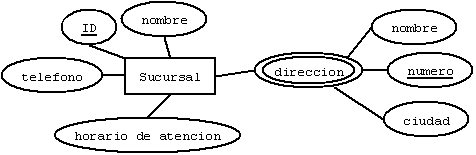 ID
nombre
nombre
telefono
Sucursal
direccion
numero
horario de atencion
ciudad